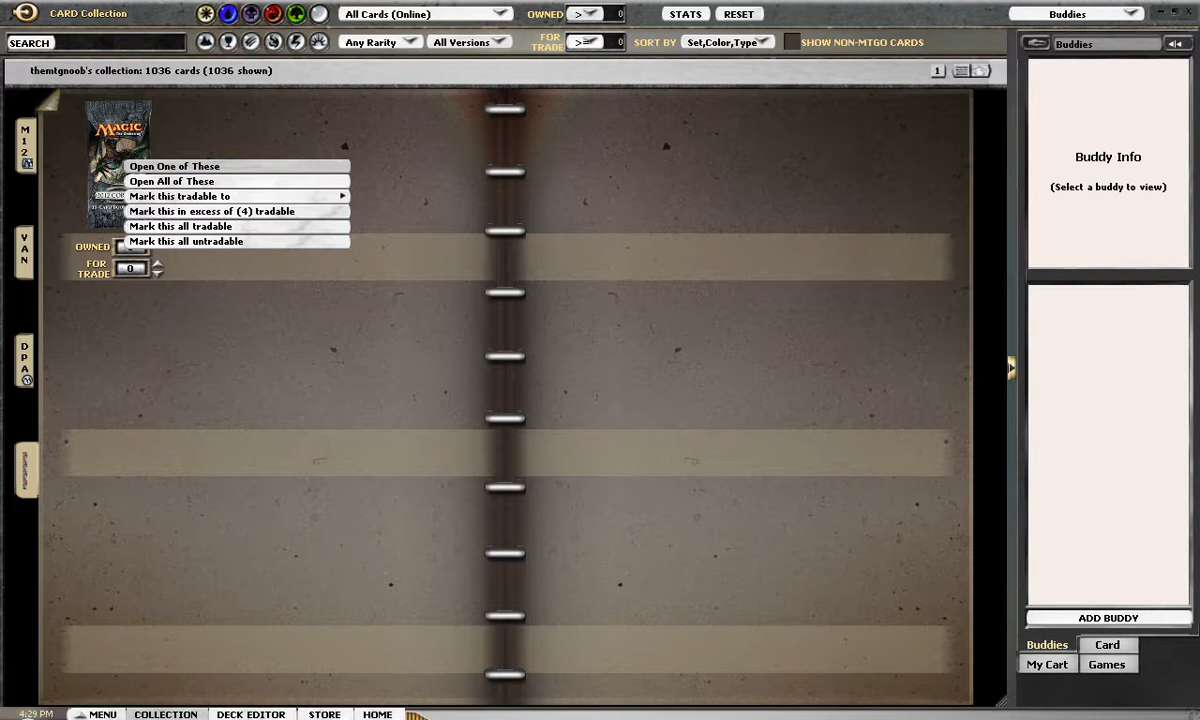 CARD Collection
All Cards (Online)
OWNED
>
0
STATS
RESET
Buddies
SEARCH
Any Rarity
All Versions
FOR TRADE
>=
0
SORT BY
Set,Color,Type
SHOW NON-MTGO CARDS
Buddies
themtgnoob's collection: 1036 cards (1036 shown)
1
M12
MAGIC
Open One of These
Open All of These
Mark this tradable to
Mark this in excess of (4) tradable
Mark this all tradable
Mark this all untradable
OWNED
FOR TRADE
0
VAN
DPA
Buddy Info
(Select a buddy to view)
ADD BUDDY
Buddies
Card
My Cart
Games
4:29 PM
MENU
COLLECTION
DECK EDITOR
STORE
HOME